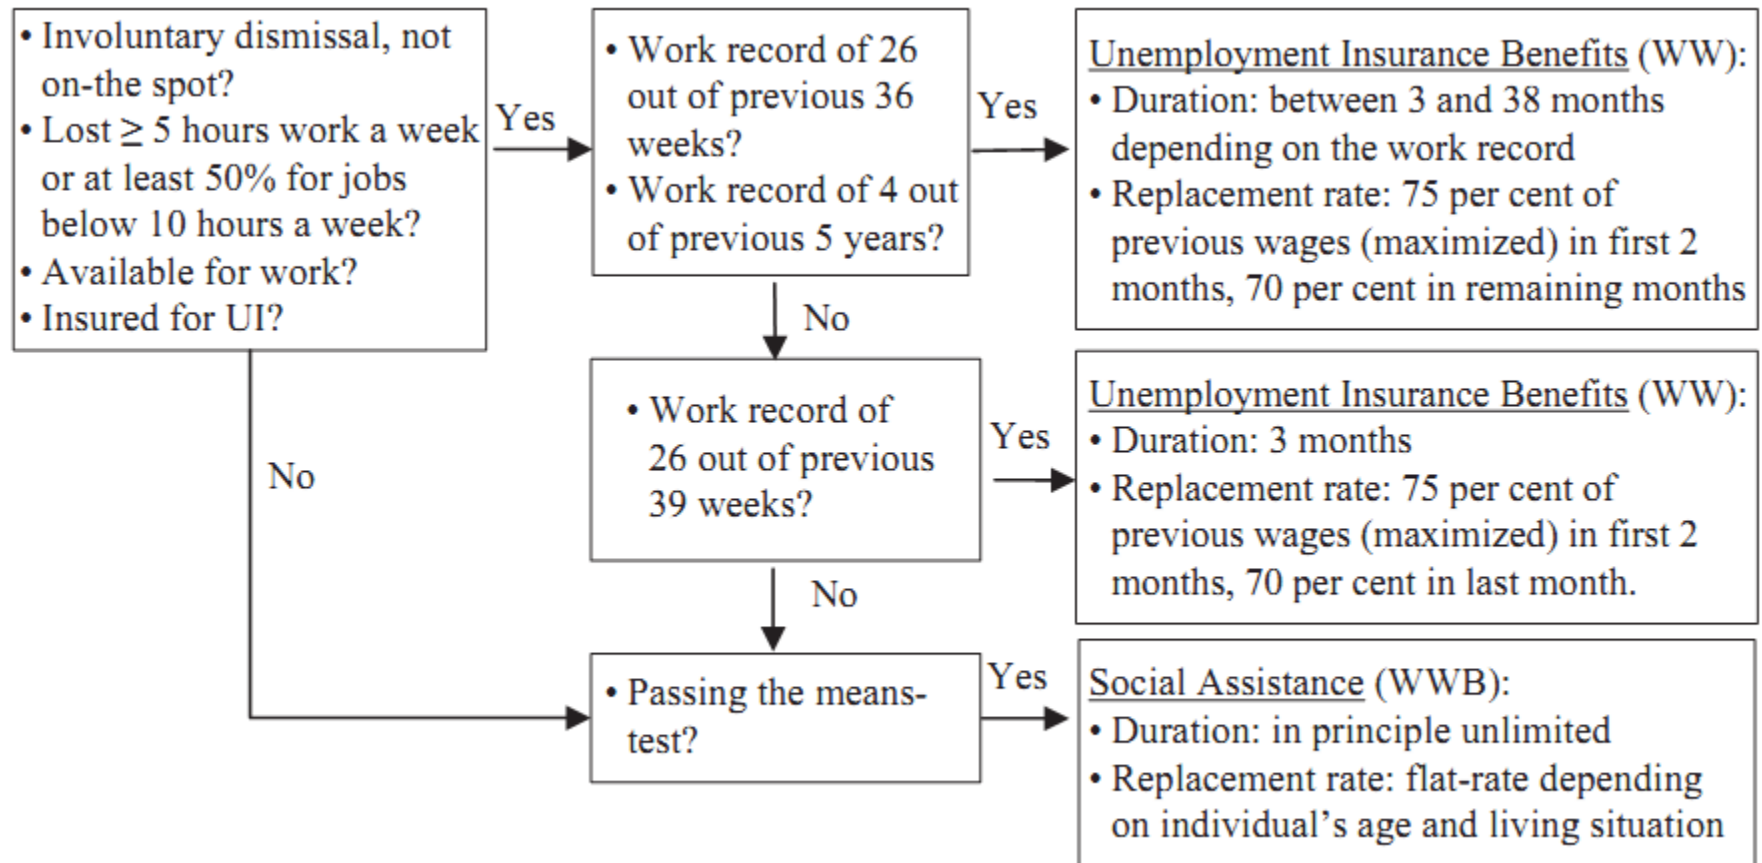 • Involuntary dismissal, not
on-the spot?
• Lost ≥ 5 hours work a week
or at least 50% for jobs
below 10 hours a week?
• Available for work?
• Insured for UI?
Yes
• Work record of 26
out of previous 36
weeks?
• Work record of 4 out
of previous 5 years?
Yes
Unemployment Insurance Benefits (WW):
• Duration: between 3 and 38 months
depending on the work record
• Replacement rate: 75 per cent of
previous wages (maximized) in first 2
months, 70 per cent in remaining months
No
• Work record of
26 out of previous
39 weeks?
Yes
Unemployment Insurance Benefits (WW):
• Duration: 3 months
• Replacement rate: 75 per cent of
previous wages (maximized) in first 2
months, 70 per cent in last month.
No
No
• Passing the means-
test?
Yes
Social Assistance (WWB):
• Duration: in principle unlimited
• Replacement rate: flat-rate depending
on individual’s age and living situation